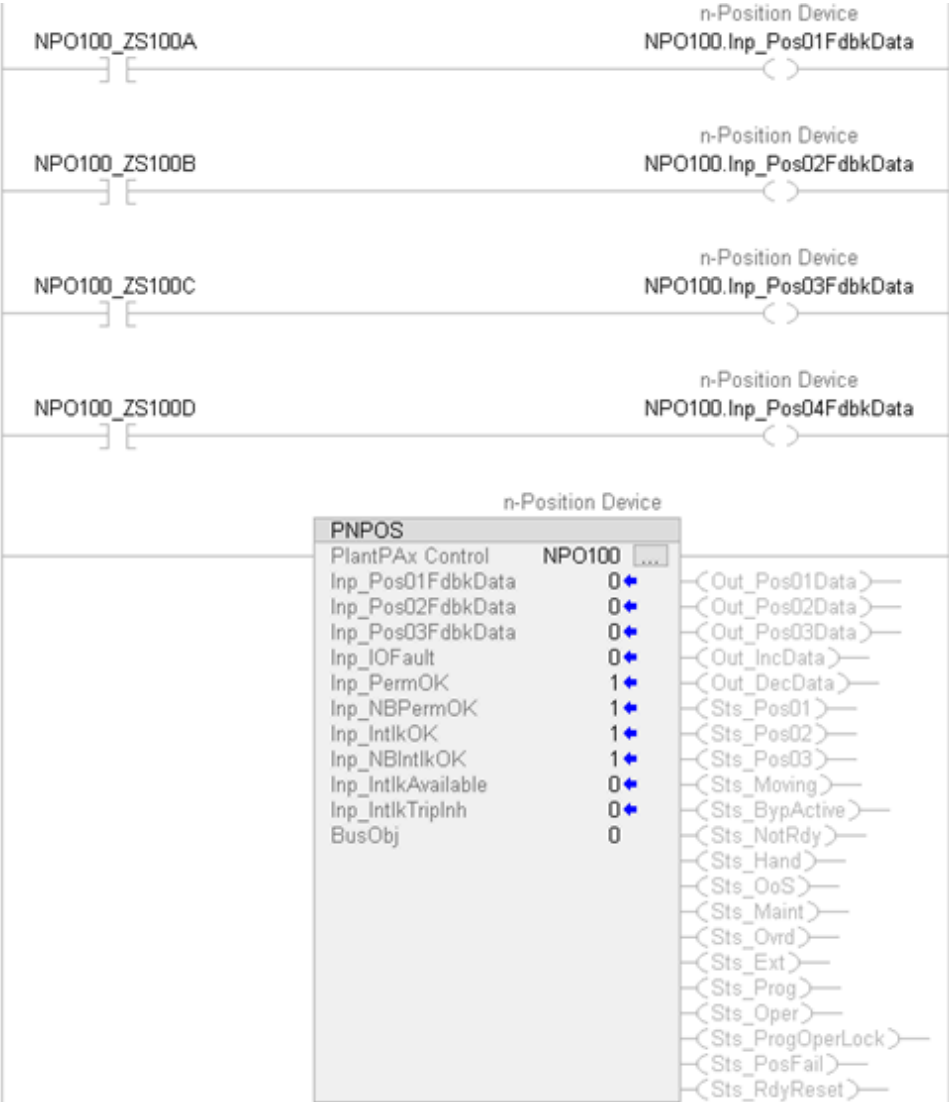 n-Position Device
NPO100_ZS100A NPO100.Inp_Pos01FdbkData
n-Position Device
NPO100_ZS100B NPO100.Inp_Pos02FdbkData
n-Position Device
NPO100_ZS100C NPO100.Inp_Pos03FdbkData
n-Position Device
NPO100_ZS100D NPO100.Inp_Pos04FdbkData
n-Position Device
PNPOS
PlantPAx Control NPO100 ...
Inp_Pos01FdbkData 0 Out_Pos01Data
Inp_Pos02FdbkData 0 Out_Pos02Data
Inp_Pos03FdbkData 0 Out_Pos03Data
Inp_IOFault 0 Out_IncData
Inp_PermOK 1 Out_DecData
Inp_NBPermOK 1 Sts_Pos01
Inp_IntlkOK 1 Sts_Pos02
Inp_NBIntlkOK 1 Sts_Pos03
Inp_IntlkAvailable 0 Sts_Moving
Inp_IntlkTripInh 0 Sts_BypActive
BusObj 0 Sts_NotRdy
Sts_Hand
Sts_OoS
Sts_Maint
Sts_Ovrd
Sts_Ext
Sts_Prog
Sts_Oper
Sts_ProgOperLock
Sts_PosFail
Sts_RdyReset